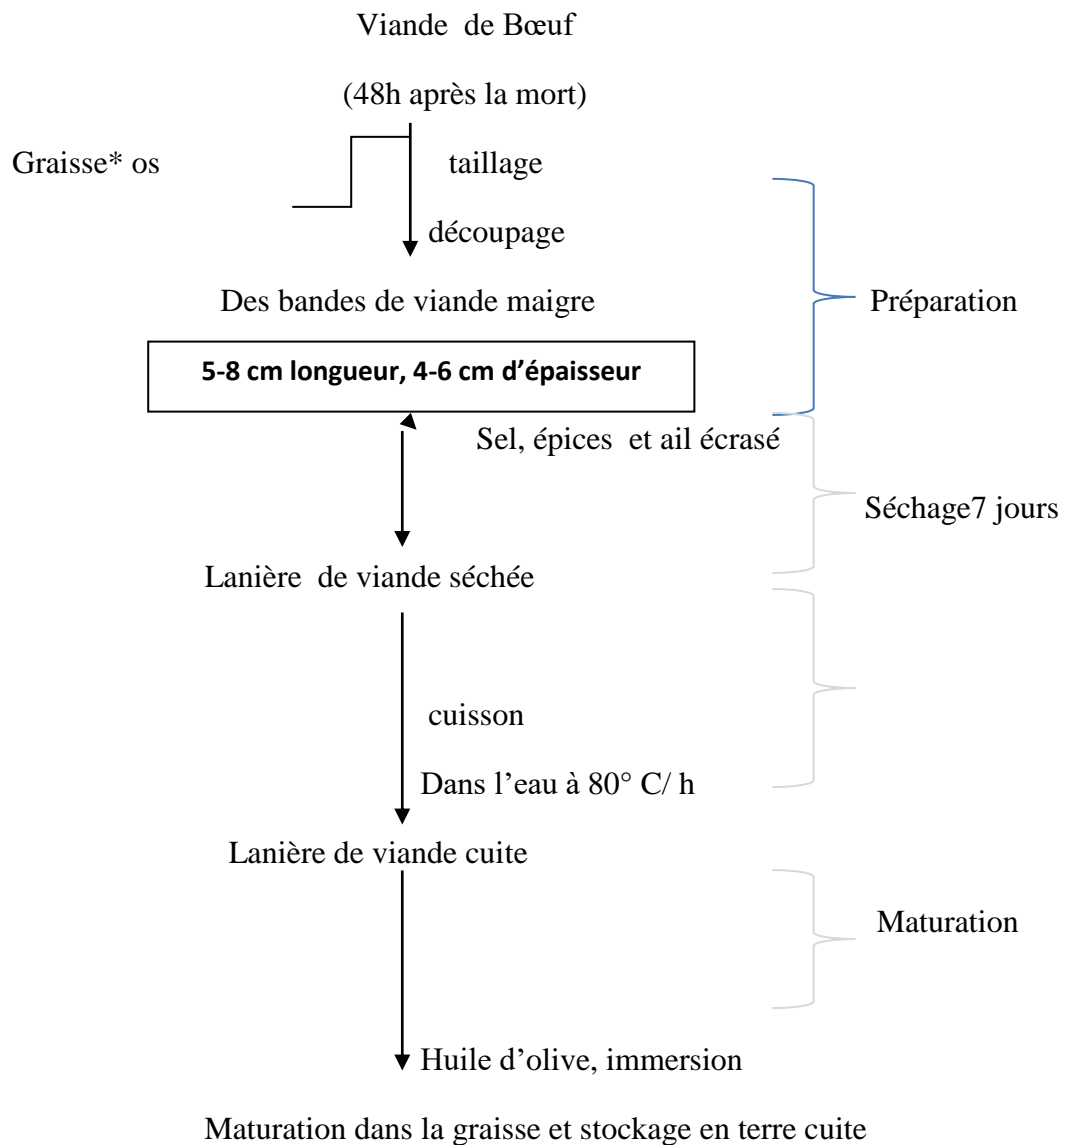 Viande de Bœuf
(48h après la mort)
Graisse* os
taillage
découpage
Des bandes de viande maigre
Préparation
5-8 cm longueur, 4-6 cm d’épaisseur
Sel, épices et ail écrasé
Séchage7 jours
Lanière de viande séchée
cuisson
Dans l’eau à 80° C/ h
Lanière de viande cuite
Maturation
Huile d’olive, immersion
Maturation dans la graisse et stockage en terre cuite